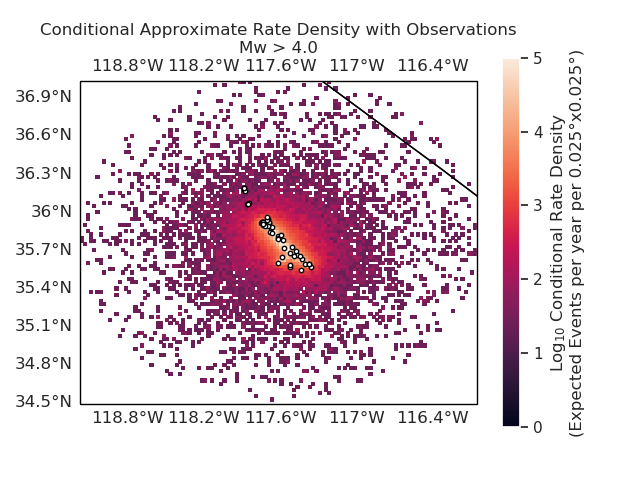 Conditional Approximate Rate Density with Observations
Mw > 4.0
118.8°W 118.2°W 117.6°W 117°W 116.4°W
36.9°N
36.6°N
36.3°N
36°N
35.7°N
35.4°N
35.1°N
34.8°N
34.5°N
118.8°W 118.2°W 117.6°W 117°W 116.4°W
5
4
3
2
1
0
Log₁₀ Conditional Rate Density
(Expected Events per year per 0.025°x0.025°)